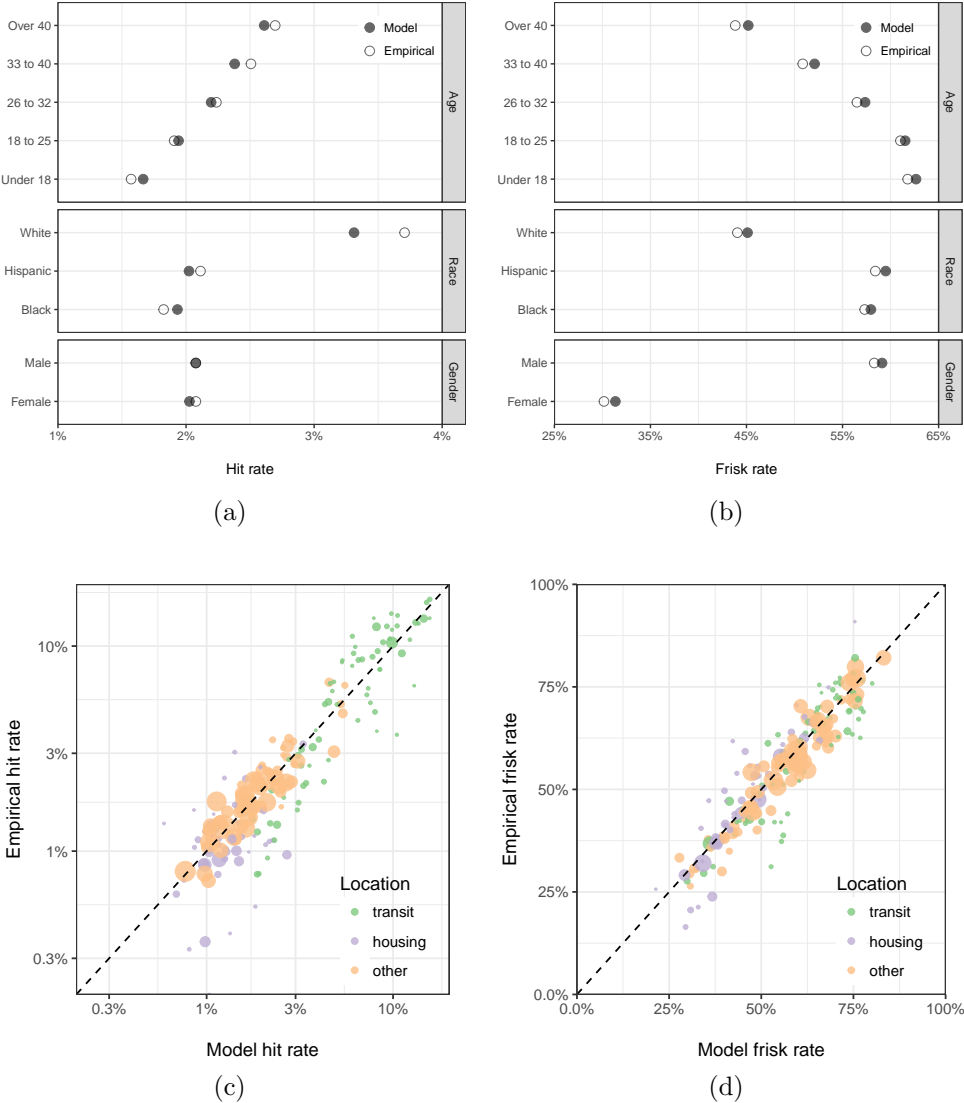 Over 40
33 to 40
26 to 32
18 to 25
Under 18
Model
Empirical
Age
White
Hispanic
Black
Race
Male
Female
Gender
1%
2%
3%
4%
Hit rate
(a)
Over 40
33 to 40
26 to 32
18 to 25
Under 18
Model
Empirical
Age
White
Hispanic
Black
Race
Male
Female
Gender
25%
35%
45%
55%
65%
Frisk rate
(b)
Empirical hit rate
10%
3%
1%
0.3%
Location
transit
housing
other
0.3%
1%
3%
10%
Model hit rate
(c)
Empirical frisk rate
100%
75%
50%
25%
0.0%
Location
transit
housing
other
0.0%
25%
50%
75%
100%
Model frisk rate
(d)